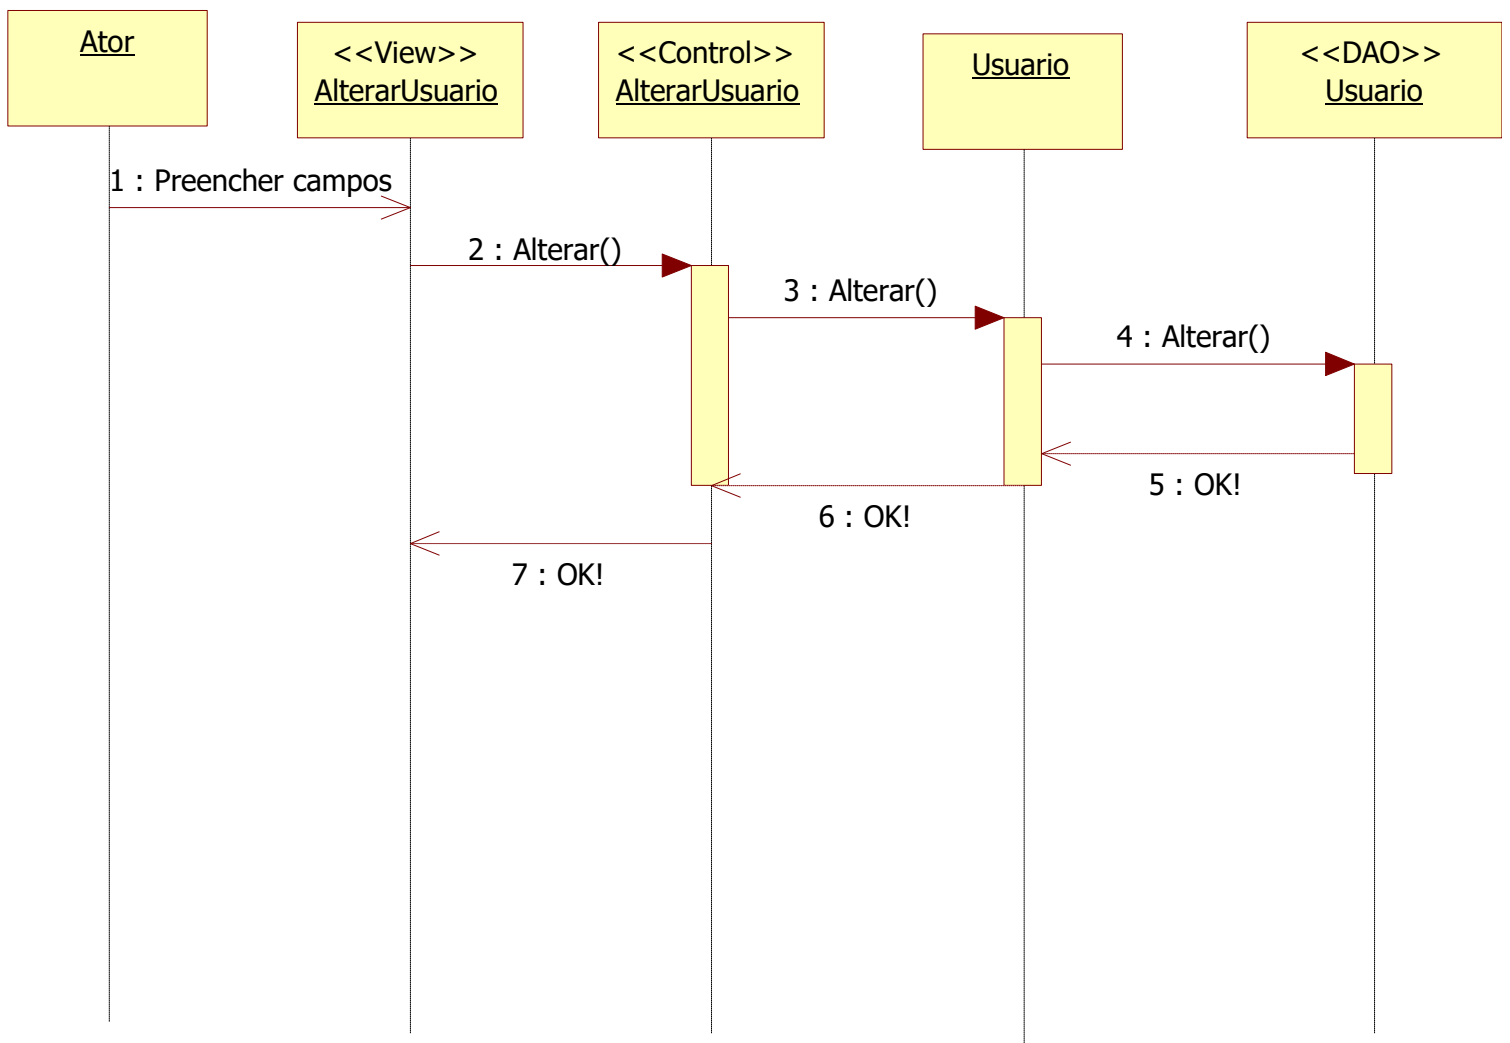 Ator
<<View>>
AlterarUsuario
<<Control>>
AlterarUsuario
Usuario
<<DAO>>
Usuario
1 : Preencher campos
2 : Alterar()
3 : Alterar()
4 : Alterar()
5 : OK!
6 : OK!
7 : OK!